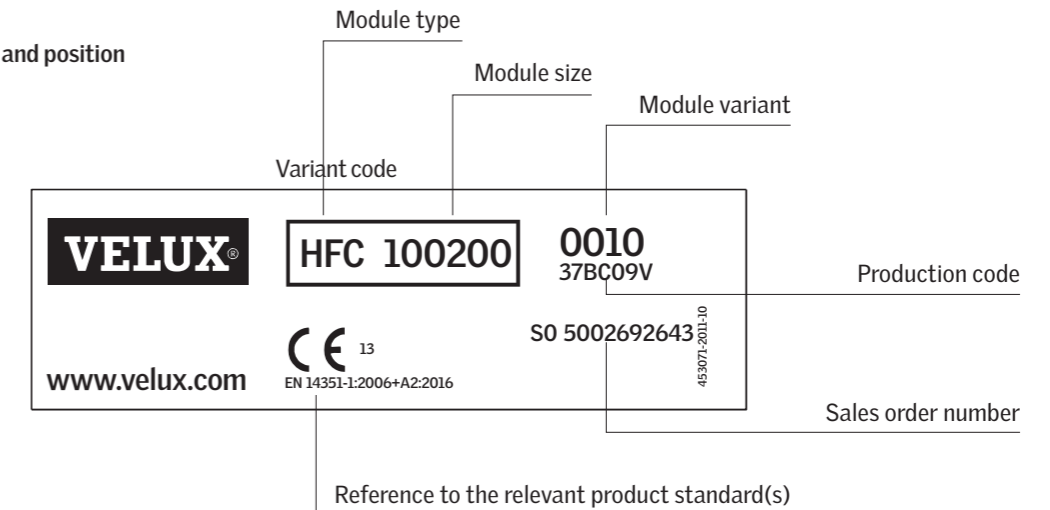 Module type
and position
Module size
Module variant
Variant code
VELUX®
HFC 100200
0010
37BC09V
Production code
SO 5002692643
453071-2011-10
CE 13
www.velux.com
EN 14351-1:2006+A2:2016
Sales order number
Reference to the relevant product standard(s)